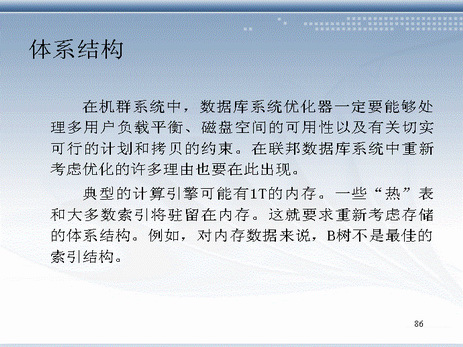 体系结构
在机群系统中，数据库系统优化器一定要能够处
理多用户负载平衡、磁盘空间的可用性以及有关切实
可行的计划和拷贝的约束。在联邦数据库系统中重新
考虑优化的许多理由也要在此出现。
典型的计算引擎可能有1T的内存。一些“热”表
和大多数索引将驻留在内存。这就要求重新考虑存储
的体系结构。例如，对内存数据来说，B树不是最佳的
索引结构。
86